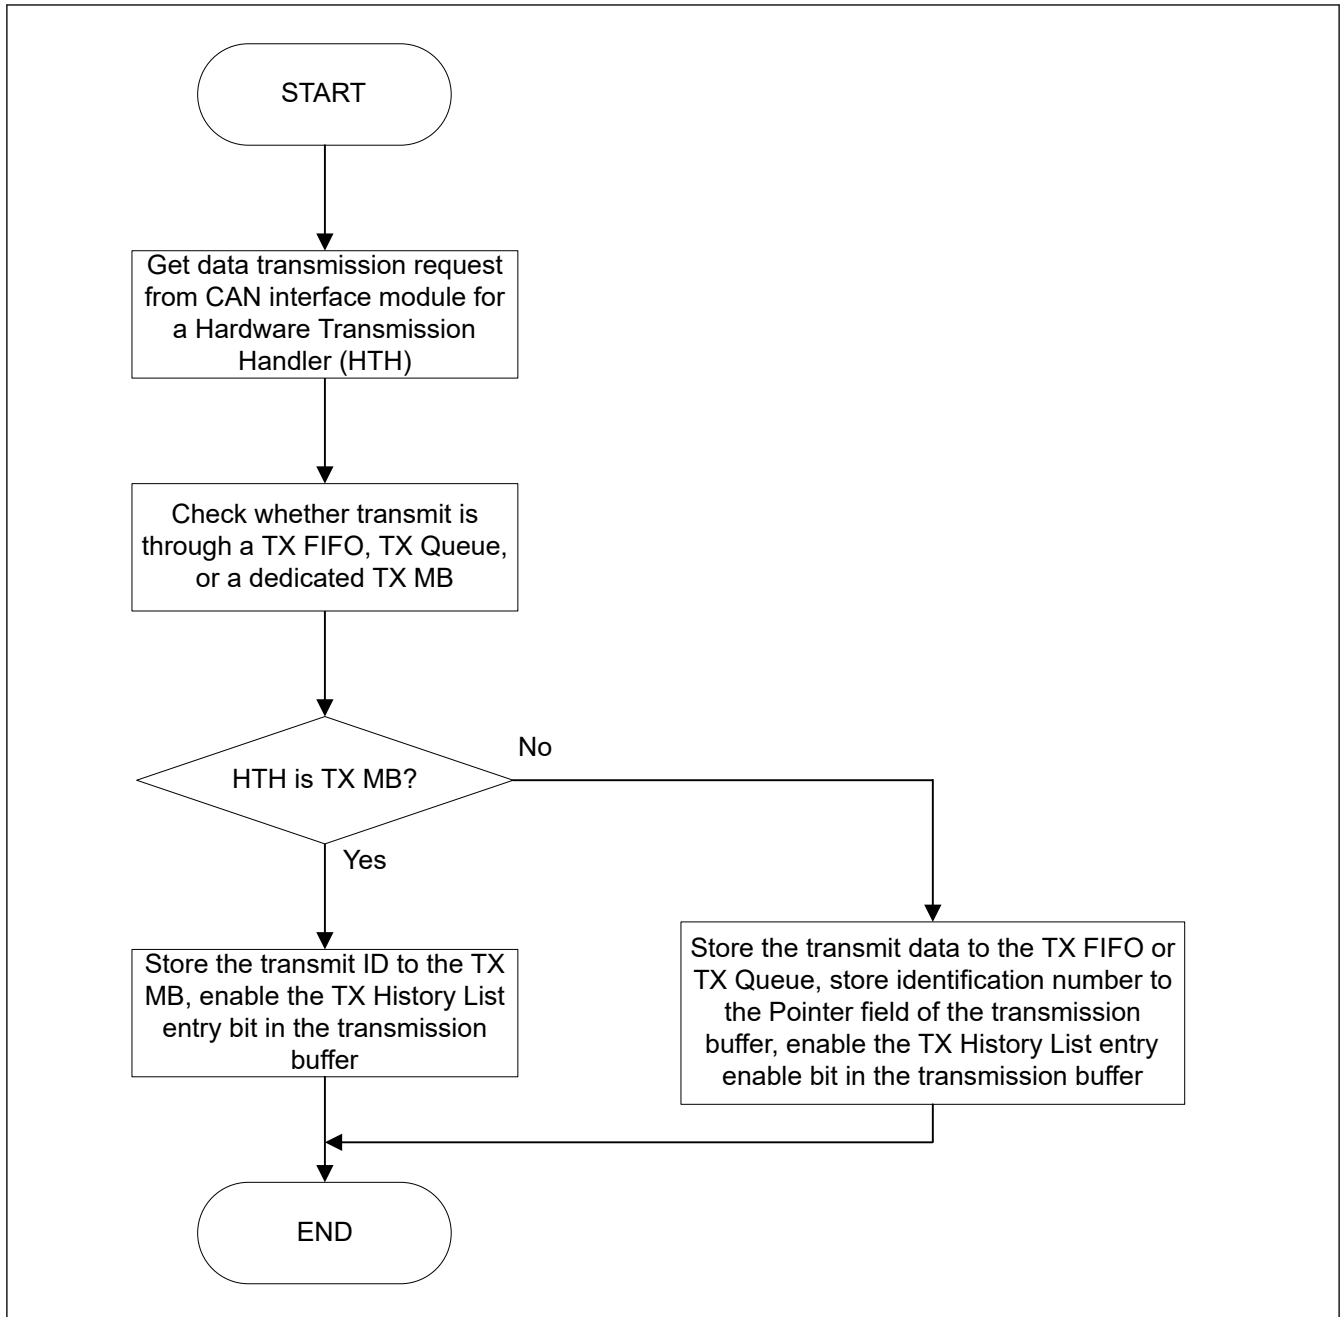 START
Get data transmission request
from CAN interface module for
a Hardware Transmission
Handler (HTH)
Check whether transmit is
through a TX FIFO, TX Queue,
or a dedicated TX MB
HTH is TX MB?
No
Yes
Store the transmit ID to the TX
MB, enable the TX History List
entry bit in the transmission
buffer
Store the transmit data to the TX FIFO or
TX Queue, store identification number to
the Pointer field of the transmission
buffer, enable the TX History List entry
enable bit in the transmission buffer
END